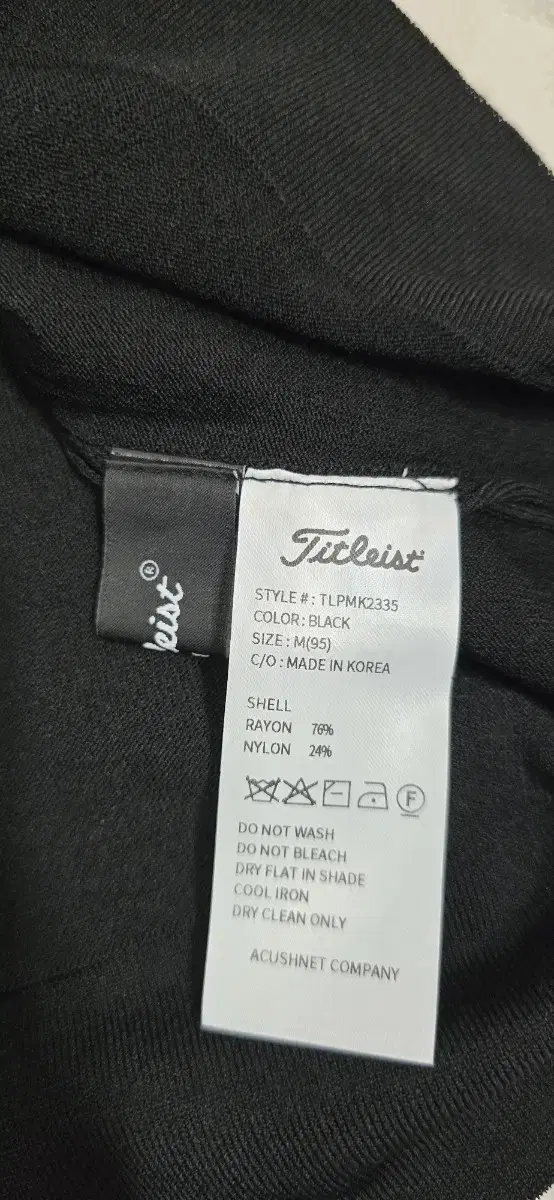 Titleist
STYLE # : TLPMK2335
COLOR : BLACK
SIZE : M(95)
C/O : MADE IN KOREA
SHELL
RAYON 76%
NYLON 24%
F
DO NOT WASH
DO NOT BLEACH
DRY FLAT IN SHADE
COOL IRON
DRY CLEAN ONLY
ACUSHNET COMPANY
leist®